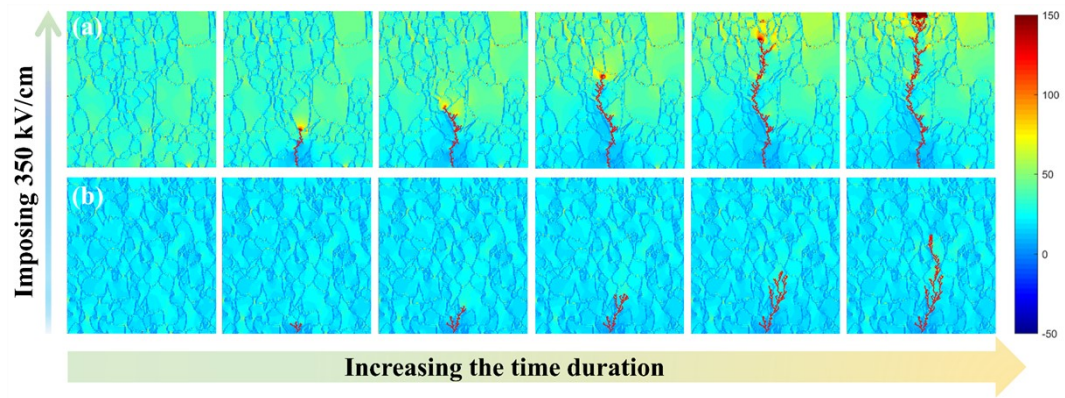 Imposing 350 kV/cm
(a)
(b)
150
100
50
0
-50
Increasing the time duration